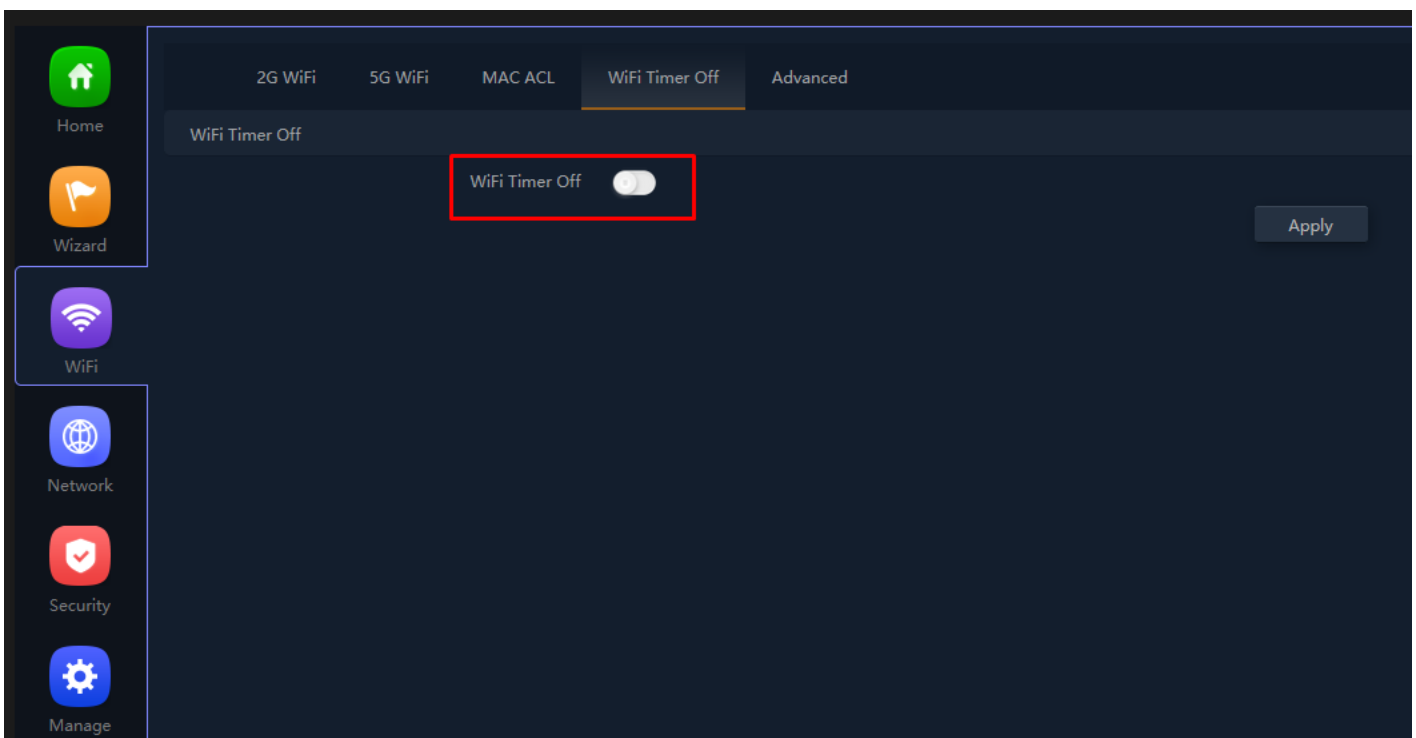 2G WiFi 5G WiFi MAC ACL WiFi Timer Off Advanced
Home
WiFi Timer Off
WiFi Timer Off
Apply
Wizard
WiFi
Network
Security
Manage